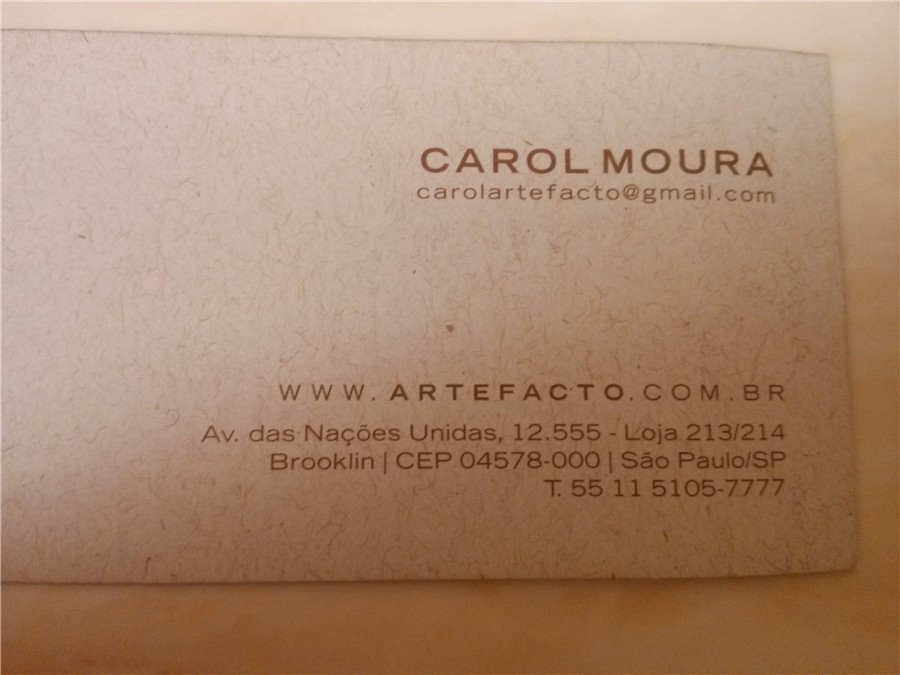 CAROL MOURA
carolartefacto@gmail.com
WWW.ARTEFACTO.COM.BR
Av. das Nações Unidas, 12.555 - Loja 213/214
Brooklin | CEP 04578-000 | São Paulo/SP
T. 55 11 5105-7777